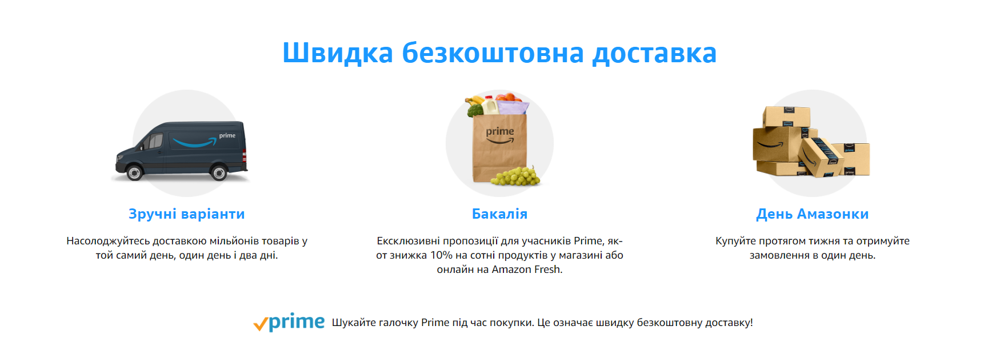 Швидка безкоштовна доставка
prime
prime
prime
prime
prime
Зручні варіанти
Бакалія
День Амазонки
Насолоджуйтесь доставкою мільйонів товарів у
той самий день, один день і два дні.
Ексклюзивні пропозиції для учасників Prime, як-
от знижка 10% на сотні продуктів у магазині або
онлайн на Amazon Fresh.
Купуйте протягом тижня та отримуйте
замовлення в один день.
prime Шукайте галочку Prime під час покупки. Це означає швидку безкоштовну доставку!